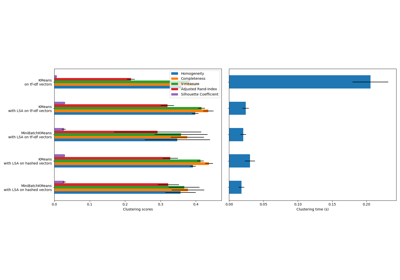 Homogeneity
Completeness
V-measure
Adjusted Rand-Index
Silhouette Coefficient
KMeans
on tf-idf vectors
KMeans
with LSA on tf-idf vectors
MiniBatchKMeans
with LSA on tf-idf vectors
KMeans
with LSA on hashed vectors
MiniBatchKMeans
with LSA on hashed vectors
0.0 0.1 0.2 0.3 0.4
Clustering scores
0.00 0.05 0.10 0.15 0.20
Clustering time (s)